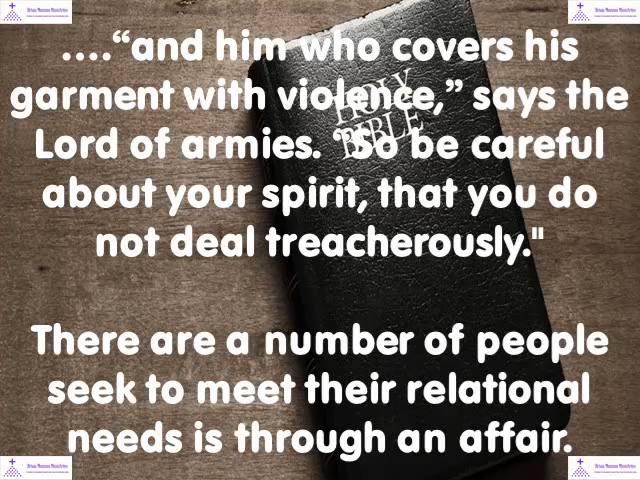 ...."and him who covers his
garment with violence," says the
Lord of armies. "So be careful
about your spirit, that you do
not deal treacherously."
There are a number of people
seek to meet their relational
needs is through an affair.
HOLY
BIBLE